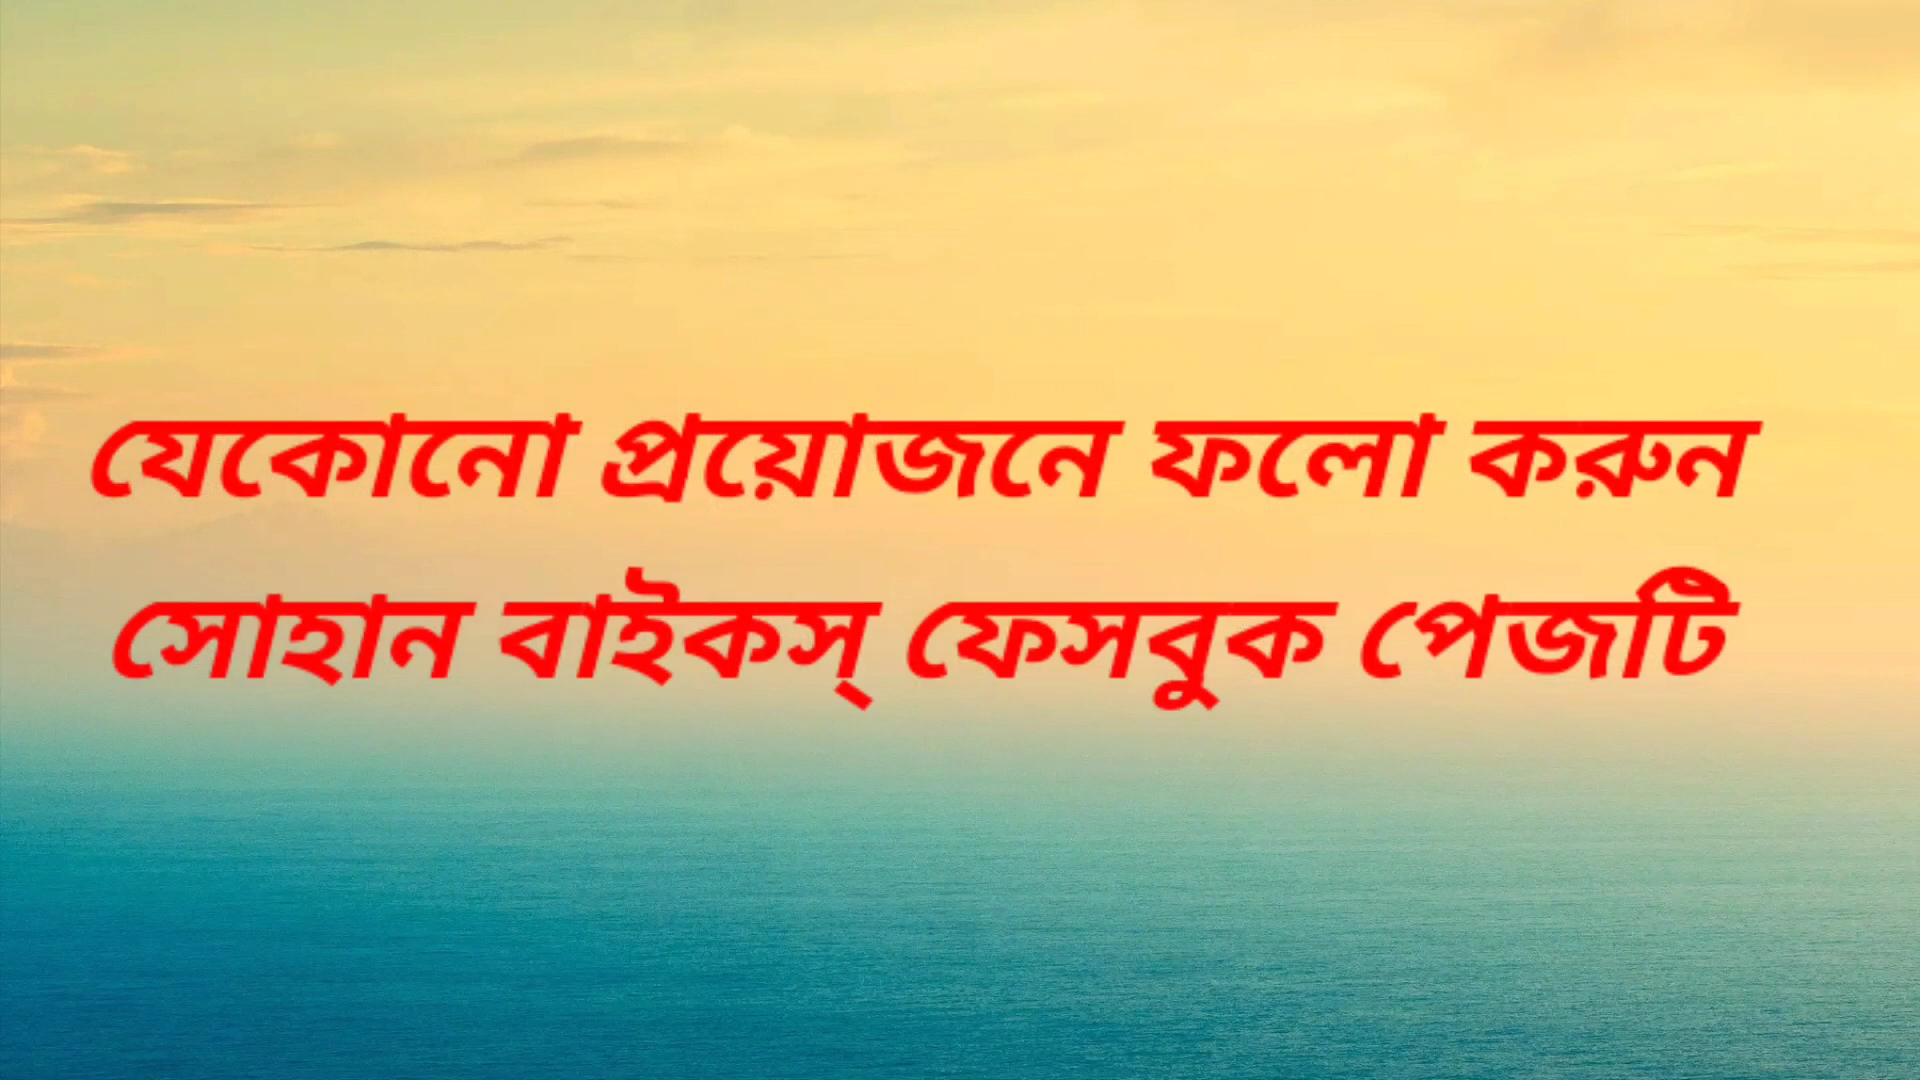 যেকোনো প্রয়োজনে ফলো করুন
সোহান বাইকস্ ফেসবুক পেজটি